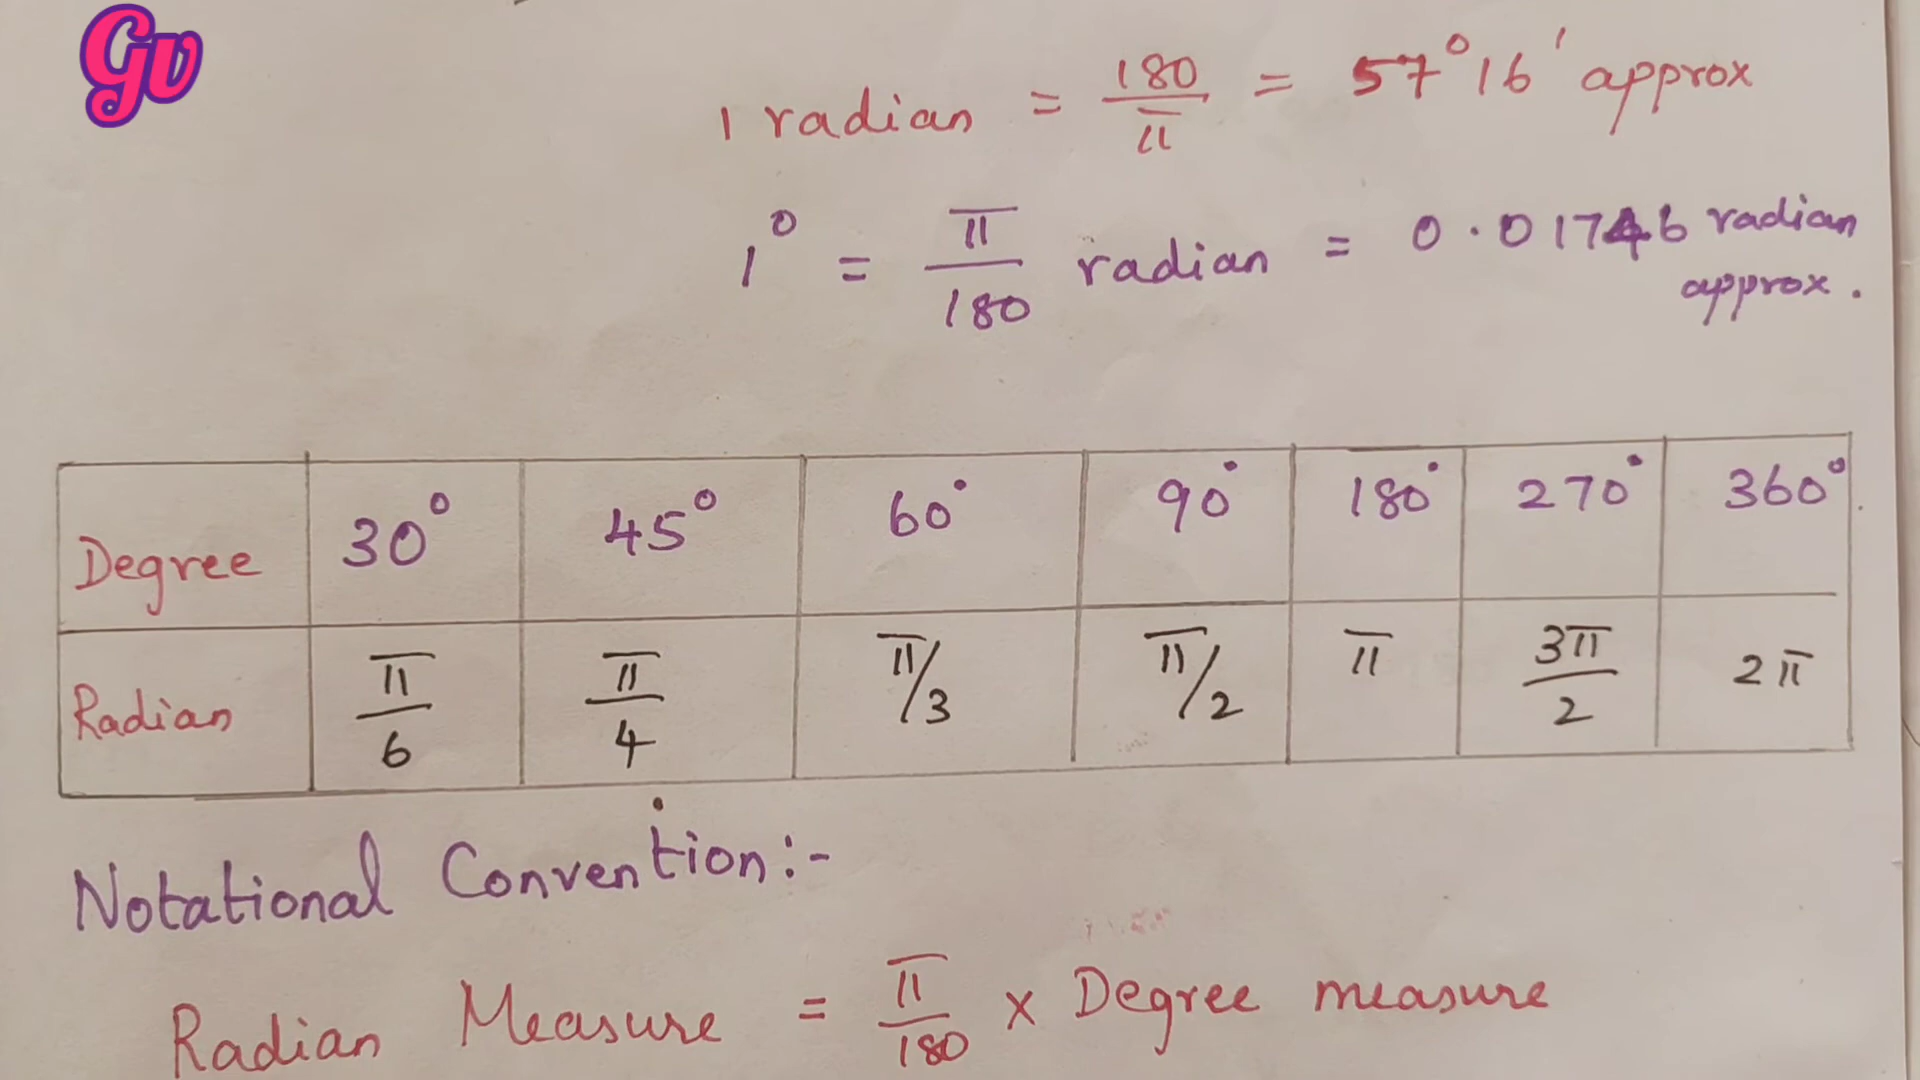 Gv
1 radian = 180/π = 57°16' approx
1° = π/180 radian = 0.01746 radian
approx.
Degree 30° 45° 60° 90° 180° 270° 360°
Radian π/6 π/4 π/3 π/2 π 3π/2 2π
Notational Convention:-
Radian Measure = π/180 × Degree measure